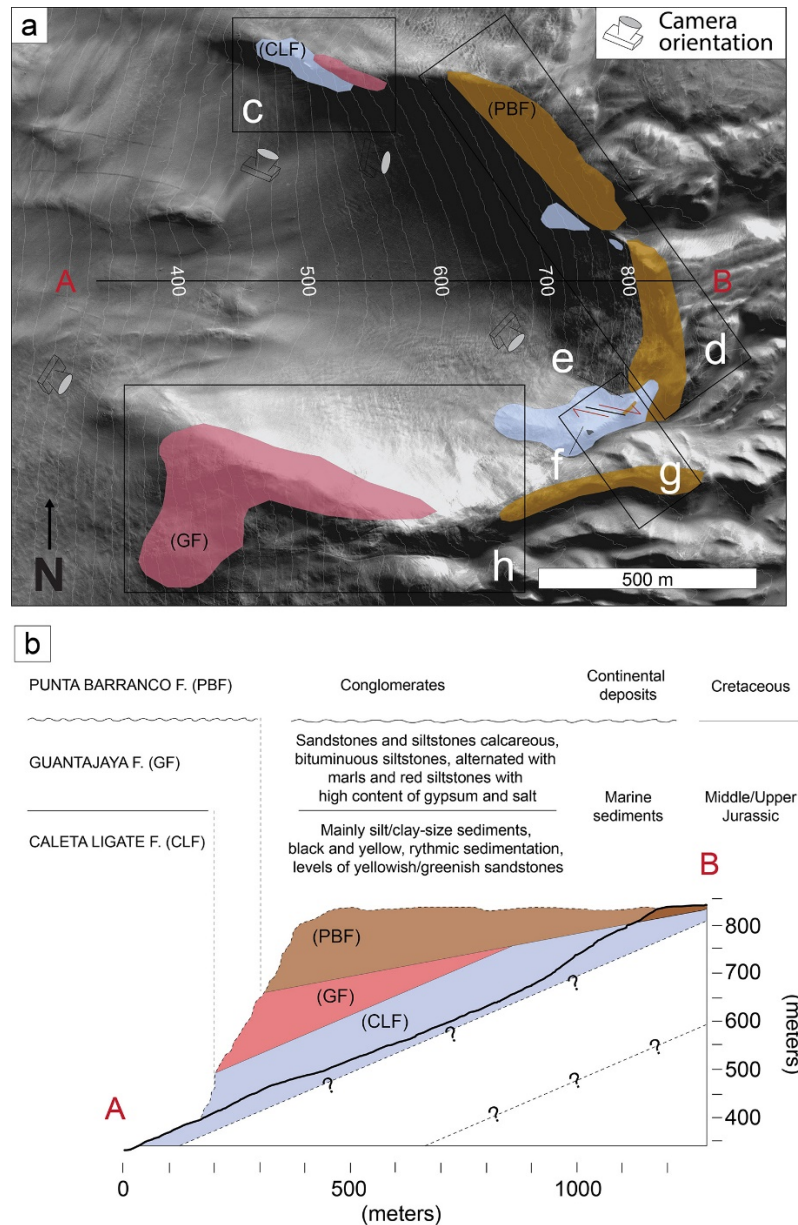 a
Camera
orientation
(CLF)
c
(PBF)
A
400
500
600
700
800
B
d
e
f
g
(GF)
h
N
500 m
b
PUNTA BARRANCO F. (PBF)
Conglomerates
Continental
deposits
Cretaceous
GUANTAJAYA F. (GF)
Sandstones and siltstones calcareous,
bituminuous siltstones, alternated with
marls and red siltstones with
high content of gypsum and salt
CALETA LIGATE F. (CLF)
Mainly silt/clay-size sediments,
black and yellow, rythmic sedimentation,
levels of yellowish/greenish sandstones
Marine
sediments
Middle/Upper
Jurassic
B
(PBF)
(GF)
(CLF)
? ? ?
? ? ?
A
800
700
600
500
400
(meters)
0 500 1000
(meters)